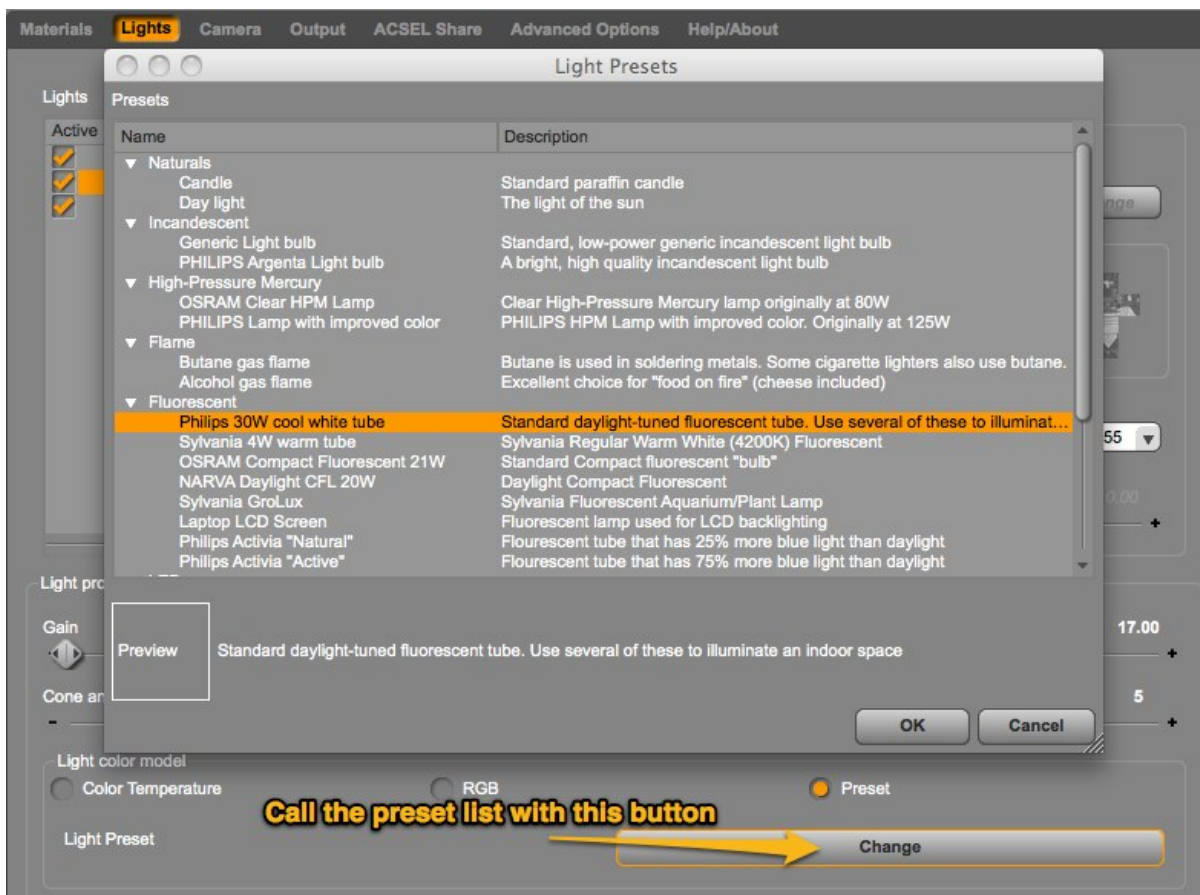 Materials Lights Camera Output ACSEL Share Advanced Options Help/About
Light Presets
Lights
Presets
Active
Name Description
▼ Naturals
Candle Standard paraffin candle
Day light The light of the sun
▼ Incandescent
Generic Light bulb Standard, low-power generic incandescent light bulb
PHILIPS Argenta Light bulb A bright, high quality incandescent light bulb
▼ High-Pressure Mercury
OSRAM Clear HPM Lamp Clear High-Pressure Mercury lamp originally at 80W
PHILIPS Lamp with improved color PHILIPS HPM Lamp with improved color. Originally at 125W
▼ Flame
Butane gas flame Butane is used in soldering metals. Some cigarette lighters also use butane.
Alcohol gas flame Excellent choice for "food on fire" (cheese included)
▼ Fluorescent
Philips 30W cool white tube Standard daylight-tuned fluorescent tube. Use several of these to illuminat...
Sylvania 4W warm tube Sylvania Regular Warm White (4200K) Fluorescent
OSRAM Compact Fluorescent 21W Standard Compact fluorescent "bulb"
NARVA Daylight CFL 20W Daylight Compact Fluorescent
Sylvania GroLux Sylvania Fluorescent Aquarium/Plant Lamp
Laptop LCD Screen Fluorescent lamp used for LCD backlighting
Philips Activia "Natural" Flourescent tube that has 25% more blue light than daylight
Philips Activia "Active" Flourescent tube that has 75% more blue light than daylight
nge
55
0.00
+
Light pro
Gain
17.00
+
Preview
Standard daylight-tuned fluorescent tube. Use several of these to illuminate an indoor space
Cone an
5
- +
OK Cancel
Light color model
Color Temperature RGB Preset
Call the preset list with this button
Light Preset
Change